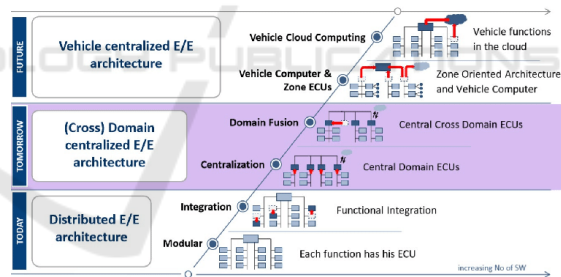 Vehicle Cloud Computing
Vehicle functions
in the cloud
FUTURE
Vehicle centralized E/E
architecture
Vehicle Computer &
Zone ECUs
Zone Oriented Architecture
and Vehicle Computer
TOMORROW
(Cross) Domain
centralized E/E
architecture
Domain Fusion
Central Cross Domain ECUs
Centralization
Central Domain ECUs
TODAY
Distributed E/E
architecture
Integration
Functional Integration
Modular
Each function has his ECU
increasing No of SW